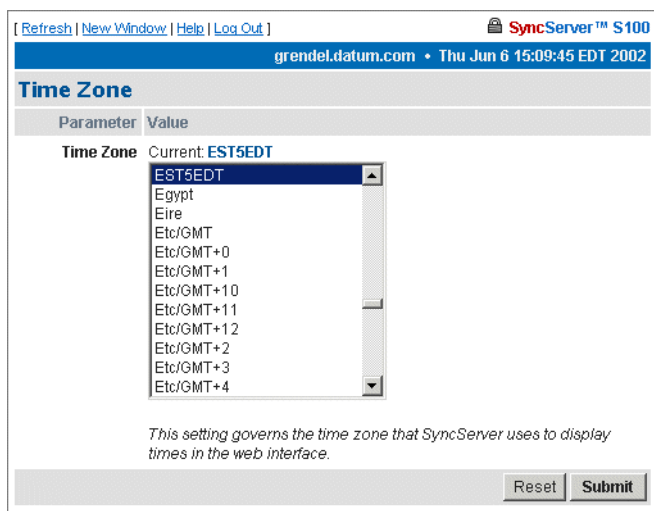 [ Refresh | New Window | Help | Log Out ]
SyncServer™ S100
grendel.datum.com • Thu Jun 6 15:09:45 EDT 2002
Time Zone
Parameter Value
Time Zone Current: EST5EDT
EST5EDT
Egypt
Eire
Etc/GMT
Etc/GMT+0
Etc/GMT+1
Etc/GMT+10
Etc/GMT+11
Etc/GMT+12
Etc/GMT+2
Etc/GMT+3
Etc/GMT+4
This setting governs the time zone that SyncServer uses to display
times in the web interface.
Reset Submit